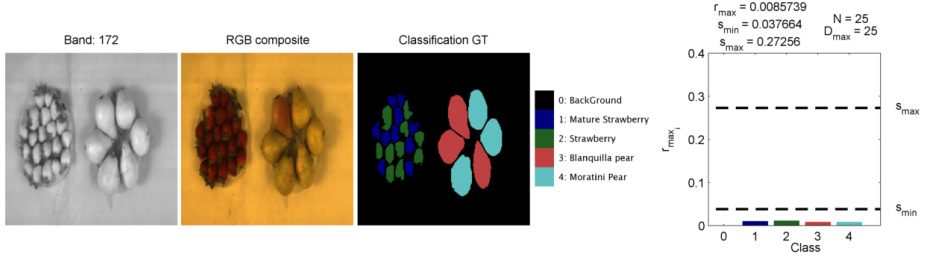 Band: 172
RGB composite
Classification GT
0: BackGround
1: Mature Strawberry
2: Strawberry
3: Blanquilla pear
4: Moratini Pear
r_max = 0.0085739
s_min = 0.037664
s_max = 0.27256
N = 25
D_max = 25
0.4
0.3
0.2
0.1
0
r_max_i
s_max
s_min
0 1 2 3 4
Class